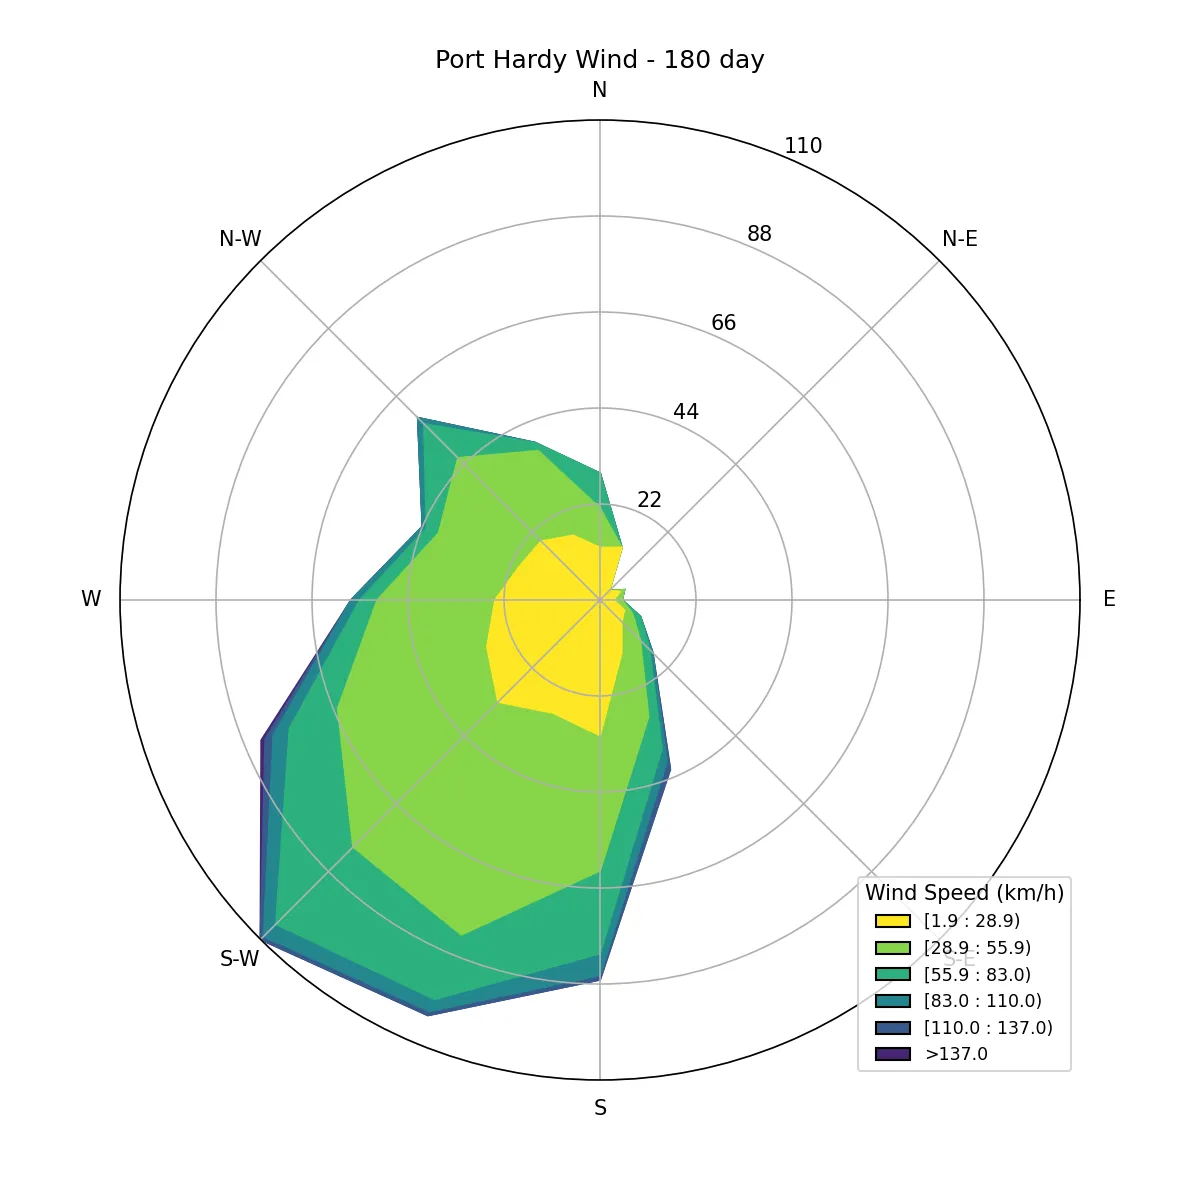 Port Hardy Wind - 180 day
N
110
88
N-W
N-E
66
44
22
W
E
Wind Speed (km/h)
[1.9 : 28.9)
[28.9 : 55.9)
S-W
S-E
[55.9 : 83.0)
[83.0 : 110.0)
[110.0 : 137.0)
>137.0
S